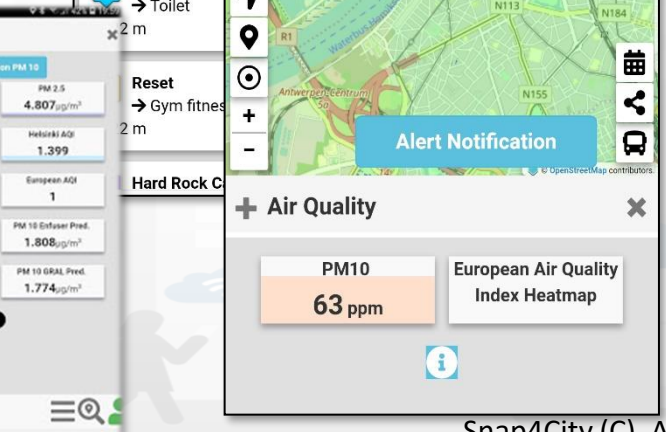 on PM 10
PM 2.5
4.807µg/m³
Helsinki AQI
1.399
European AQI
1
PM 10 Enfuser Pred.
1.808µg/m³
PM 10 GRAL Pred.
1.774µg/m³
→ Toilet
2 m
Reset
→ Gym fitnes
2 m
Hard Rock C
N113
N184
R1
Waterbus Hem
Antwerpen-Centrum
5a
N155
+
−
Alert Notification
© OpenStreetMap contributors.
+ Air Quality
PM10
63 ppm
European Air Quality
Index Heatmap
i
Snap4City (C), A